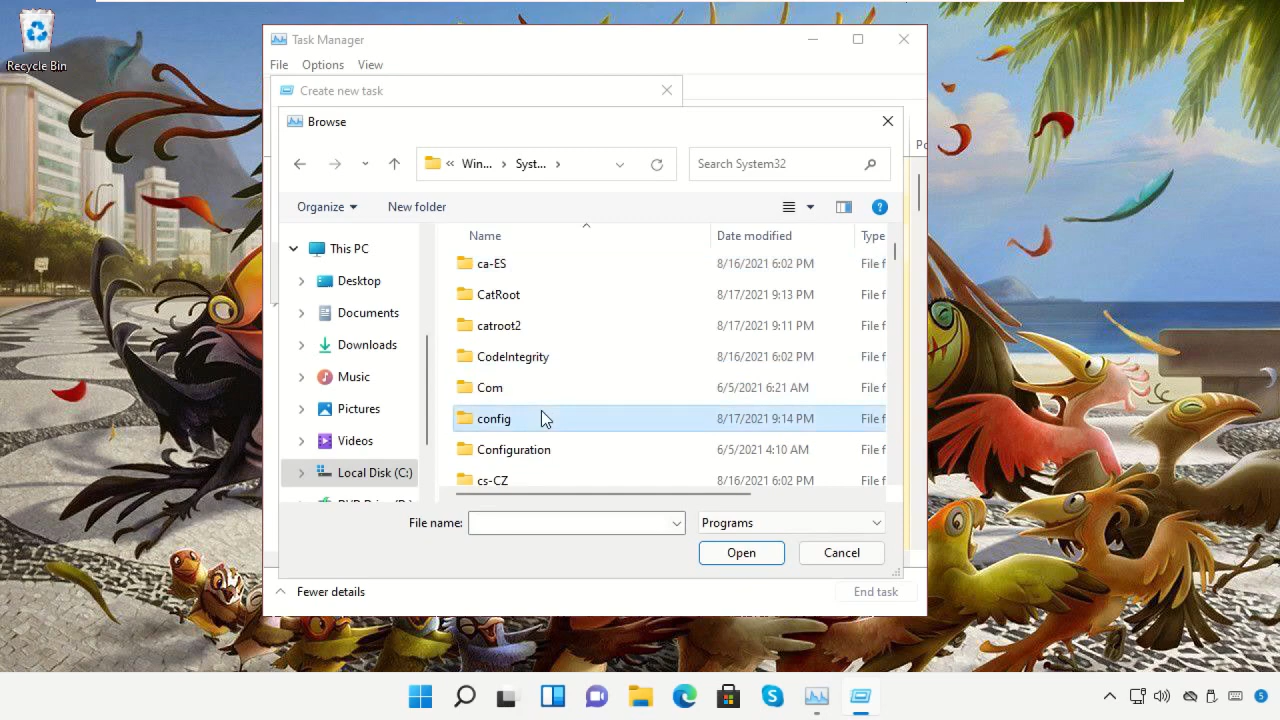 Recycle Bin
Task Manager
File Options View
Create new task
Browse
« Win... › Syst... ›
Search System32
Organize New folder
This PC
Desktop
Documents
Downloads
Music
Pictures
Videos
Local Disk (C:)
Name Date modified Type
ca-ES 8/16/2021 6:02 PM File f
CatRoot 8/17/2021 9:13 PM File f
catroot2 8/17/2021 9:11 PM File f
CodeIntegrity 8/16/2021 6:02 PM File f
Com 6/5/2021 6:21 AM File f
config 8/17/2021 9:14 PM File f
Configuration 6/5/2021 4:10 AM File f
cs-CZ 8/16/2021 6:02 PM File f
File name: Programs
Open Cancel
Fewer details End task
5